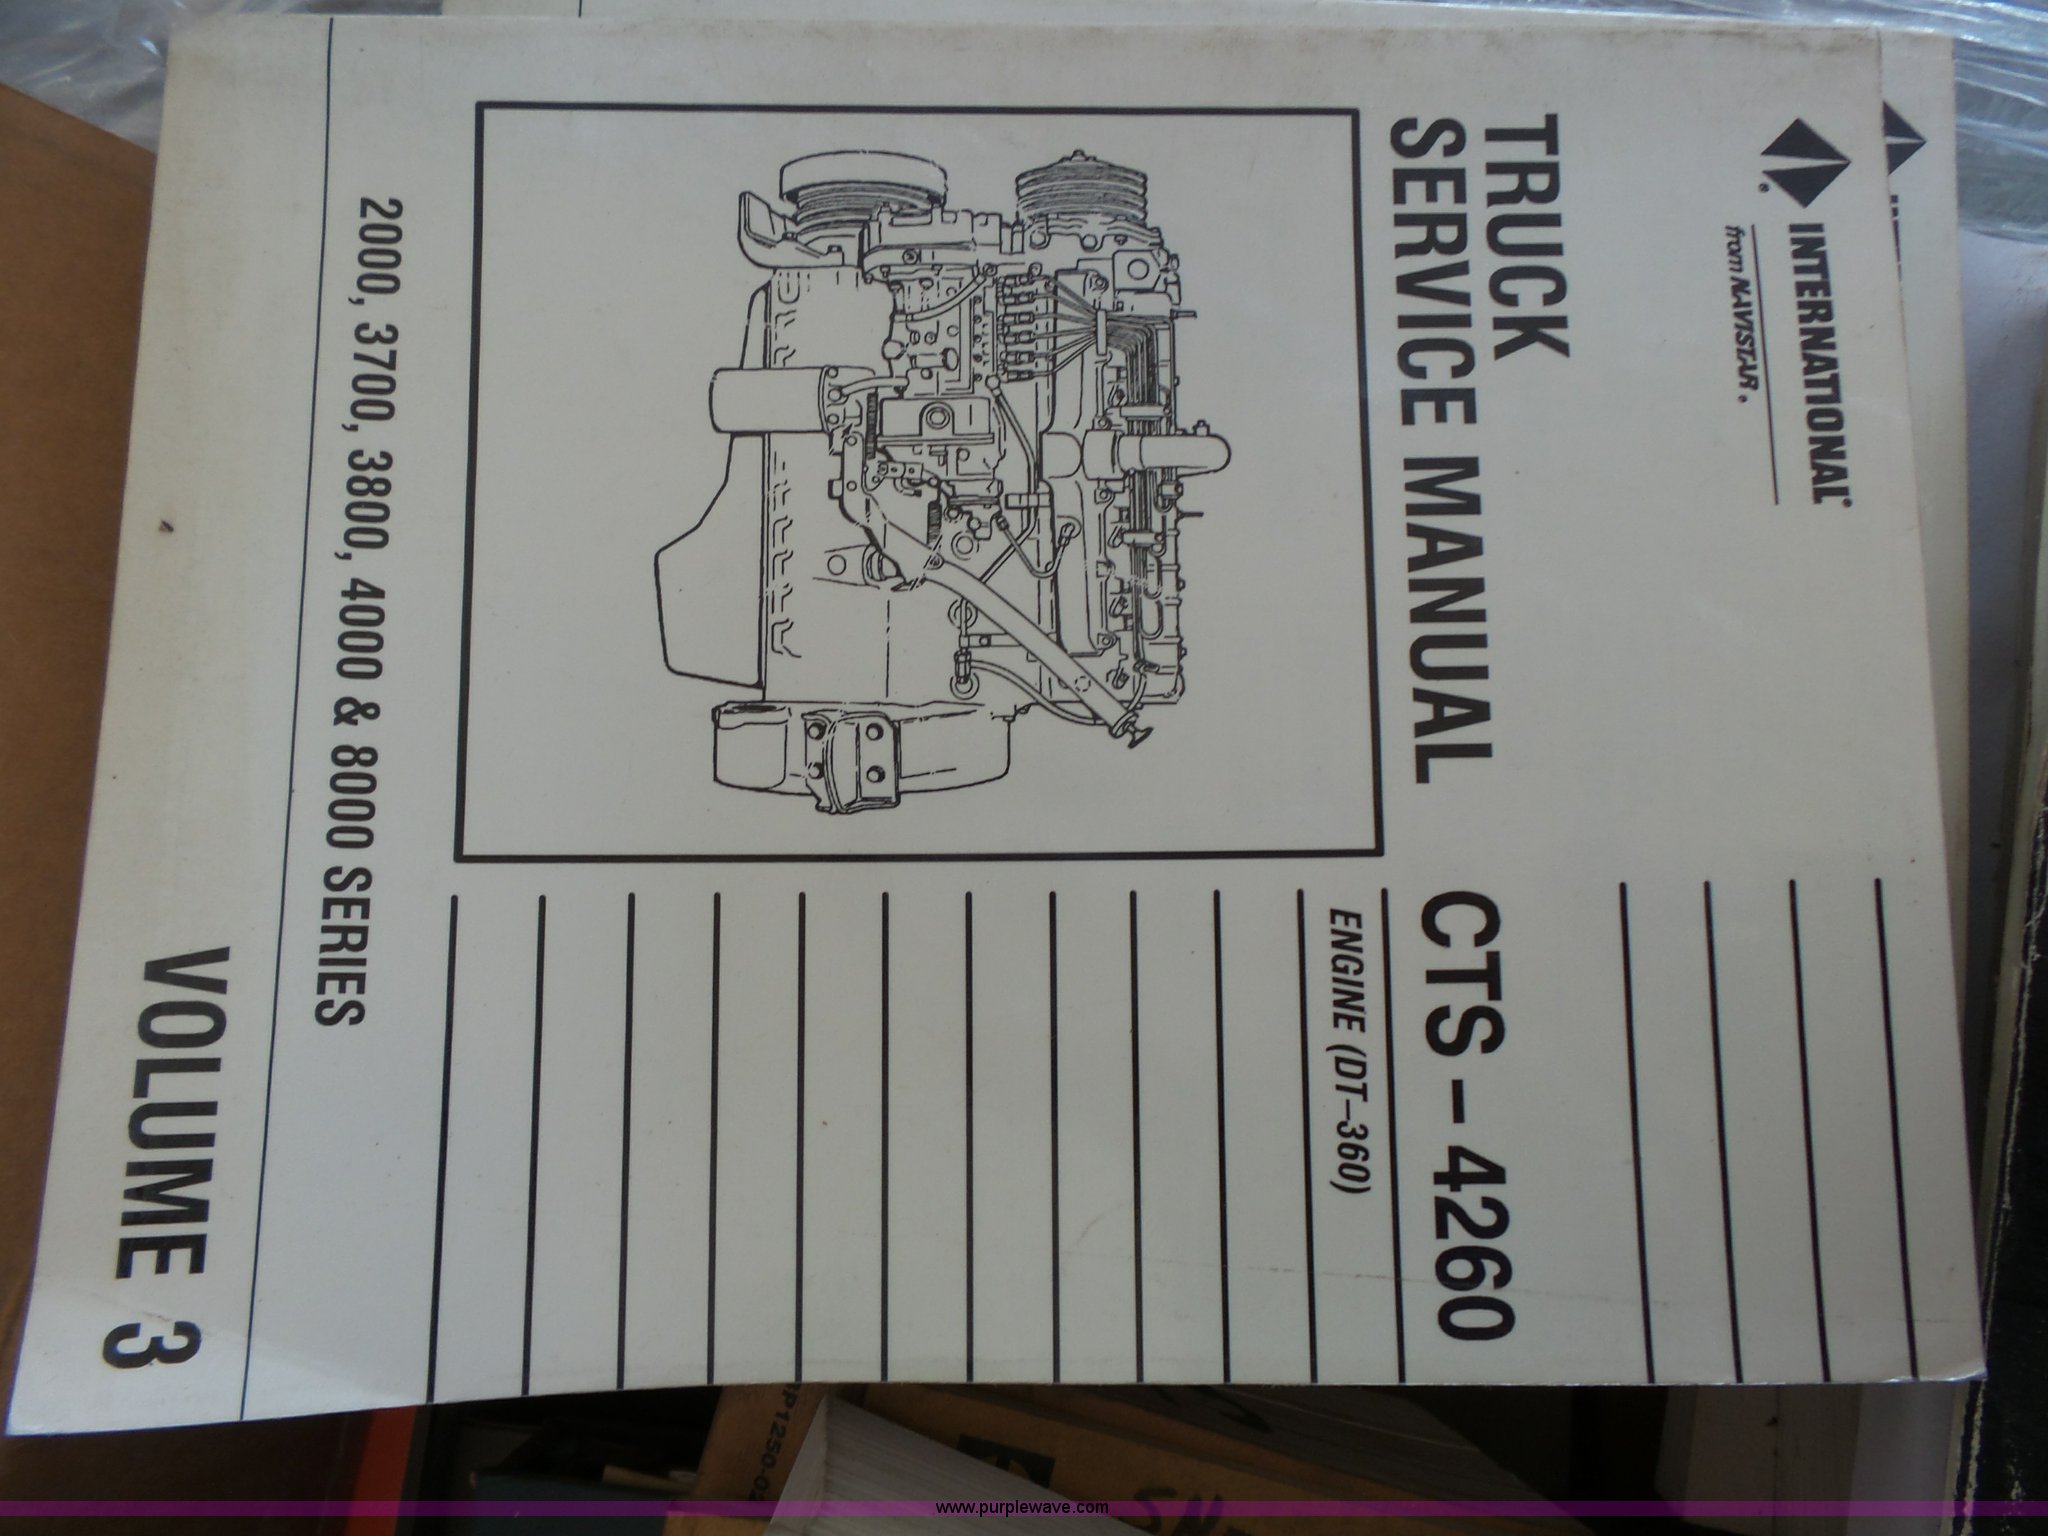 INTERNATIONAL®
from NAVISTAR®
TRUCK
SERVICE MANUAL
CTS - 4260
ENGINE (DT-360)
2000, 3700, 3800, 4000 & 8000 SERIES
VOLUME 3
www.purplewave.com